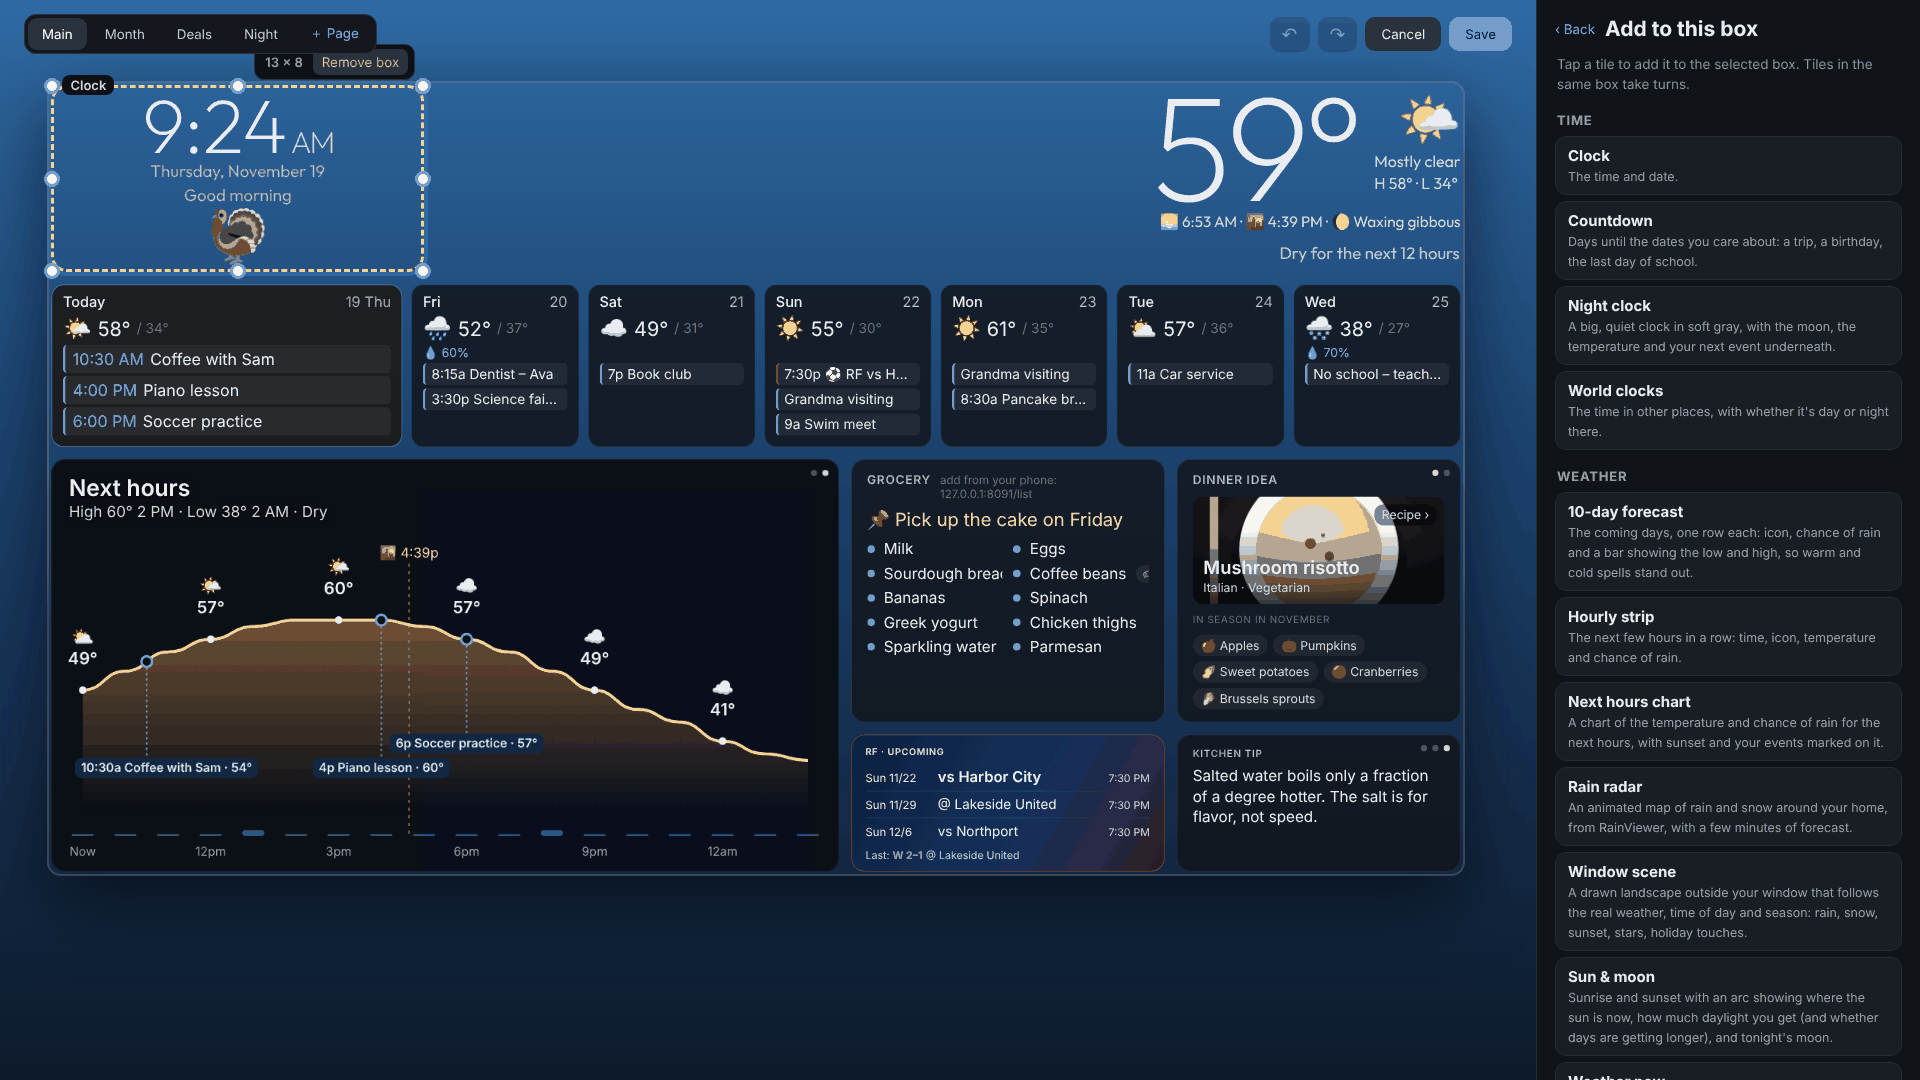 Main Month Deals Night + Page
13 × 8 Remove box
↶ ↷ Cancel Save
Clock
9:24 AM
Thursday, November 19
Good morning
59°
Mostly clear
H 58° · L 34°
6:53 AM · 4:39 PM · Waxing gibbous
Dry for the next 12 hours
Today 19 Thu
58° / 34°
10:30 AM Coffee with Sam
4:00 PM Piano lesson
6:00 PM Soccer practice
Fri 20
52° / 37°
60%
8:15a Dentist – Ava
3:30p Science fai...
Sat 21
49° / 31°
7p Book club
Sun 22
55° / 30°
7:30p ⚽ RF vs H...
Grandma visiting
9a Swim meet
Mon 23
61° / 35°
Grandma visiting
8:30a Pancake br...
Tue 24
57° / 36°
11a Car service
Wed 25
38° / 27°
70%
No school – teach...
Next hours
High 60° 2 PM · Low 38° 2 AM · Dry
4:39p
49°
57°
60°
57°
49°
41°
6p Soccer practice · 57°
10:30a Coffee with Sam · 54°
4p Piano lesson · 60°
Now 12pm 3pm 6pm 9pm 12am
GROCERY add from your phone:
127.0.0.1:8091/list
Pick up the cake on Friday
Milk Eggs
Sourdough breac Coffee beans
Bananas Spinach
Greek yogurt Chicken thighs
Sparkling water Parmesan
DINNER IDEA
Recipe ›
Mushroom risotto
Italian · Vegetarian
IN SEASON IN NOVEMBER
Apples Pumpkins
Sweet potatoes Cranberries
Brussels sprouts
RF · UPCOMING
Sun 11/22 vs Harbor City 7:30 PM
Sun 11/29 @ Lakeside United 7:30 PM
Sun 12/6 vs Northport 7:30 PM
Last: W 2–1 @ Lakeside United
KITCHEN TIP
Salted water boils only a fraction
of a degree hotter. The salt is for
flavor, not speed.
‹ Back Add to this box
Tap a tile to add it to the selected box. Tiles in the
same box take turns.
TIME
Clock
The time and date.
Countdown
Days until the dates you care about: a trip, a birthday,
the last day of school.
Night clock
A big, quiet clock in soft gray, with the moon, the
temperature and your next event underneath.
World clocks
The time in other places, with whether it's day or night
there.
WEATHER
10-day forecast
The coming days, one row each: icon, chance of rain
and a bar showing the low and high, so warm and
cold spells stand out.
Hourly strip
The next few hours in a row: time, icon, temperature
and chance of rain.
Next hours chart
A chart of the temperature and chance of rain for the
next hours, with sunset and your events marked on it.
Rain radar
An animated map of rain and snow around your home,
from RainViewer, with a few minutes of forecast.
Window scene
A drawn landscape outside your window that follows
the real weather, time of day and season: rain, snow,
sunset, stars, holiday touches.
Sun & moon
Sunrise and sunset with an arc showing where the
sun is now, how much daylight you get (and whether
days are getting longer), and tonight's moon.